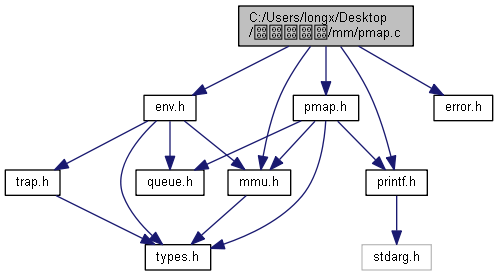 C:/Users/longx/Desktop
/mm/pmap.c
env.h
pmap.h
error.h
trap.h
queue.h
mmu.h
printf.h
types.h
stdarg.h